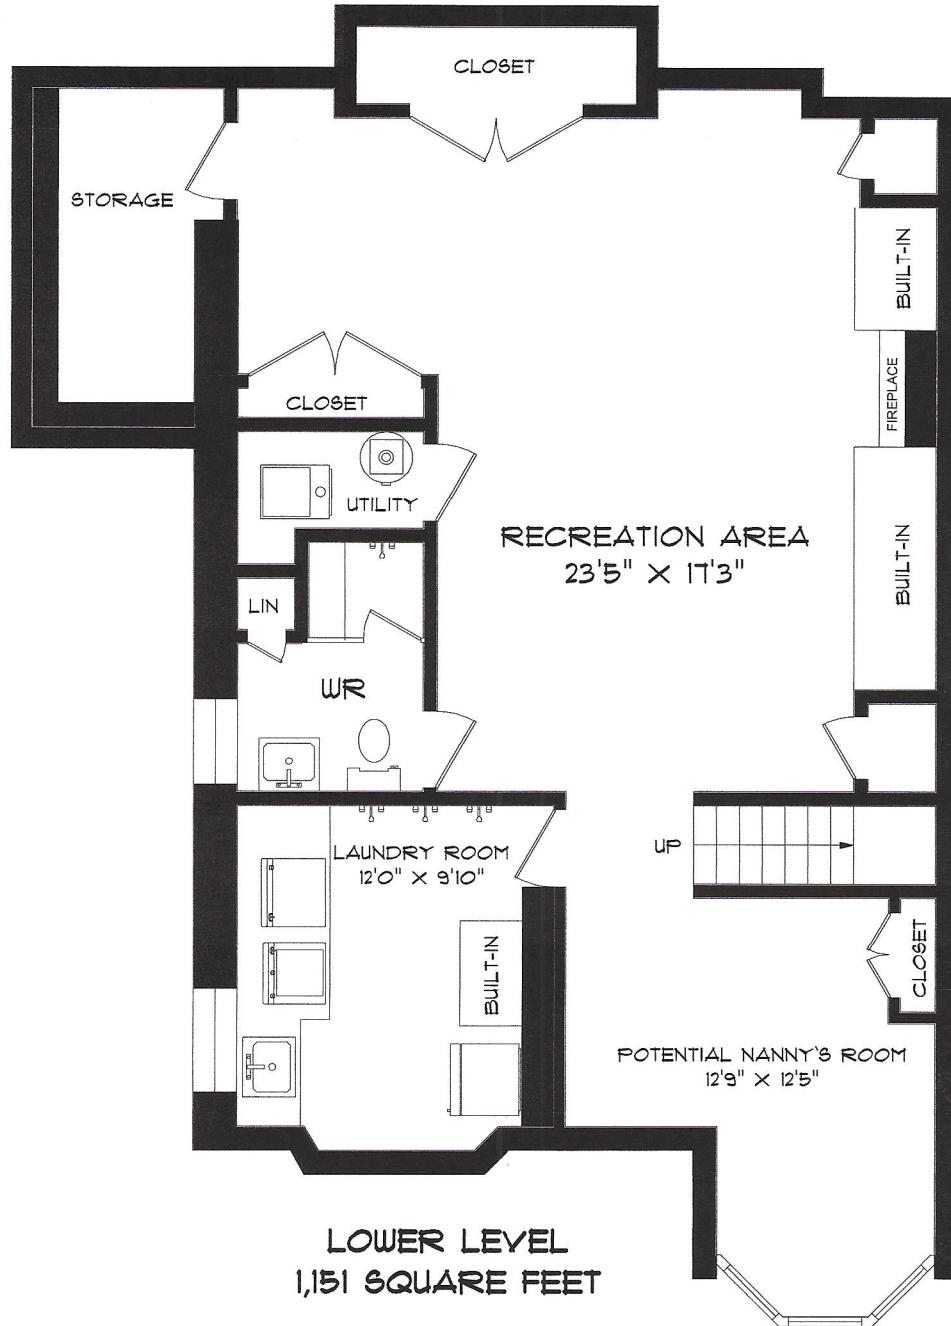 CLOSET
STORAGE
BUILT-IN
FIREPLACE
CLOSET
UTILITY
RECREATION AREA
23'5" X 17'3"
BUILT-IN
LIN
WR
UP
LAUNDRY ROOM
12'0" X 9'10"
BUILT-IN
CLOSET
POTENTIAL NANNY'S ROOM
12'9" X 12'5"
LOWER LEVEL
1,151 SQUARE FEET